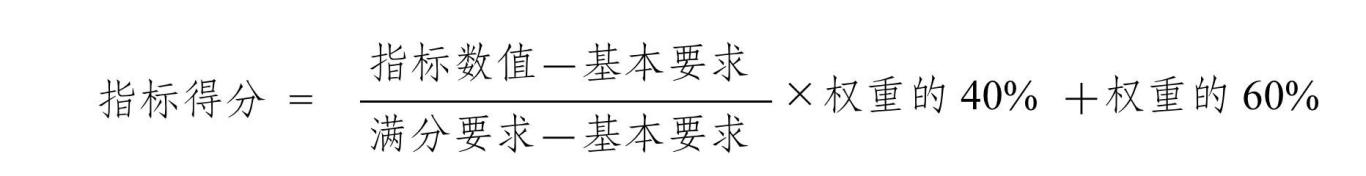 指标数值－基本要求
指标得分 = ×权重的 40% ＋权重的 60%
满分要求－基本要求